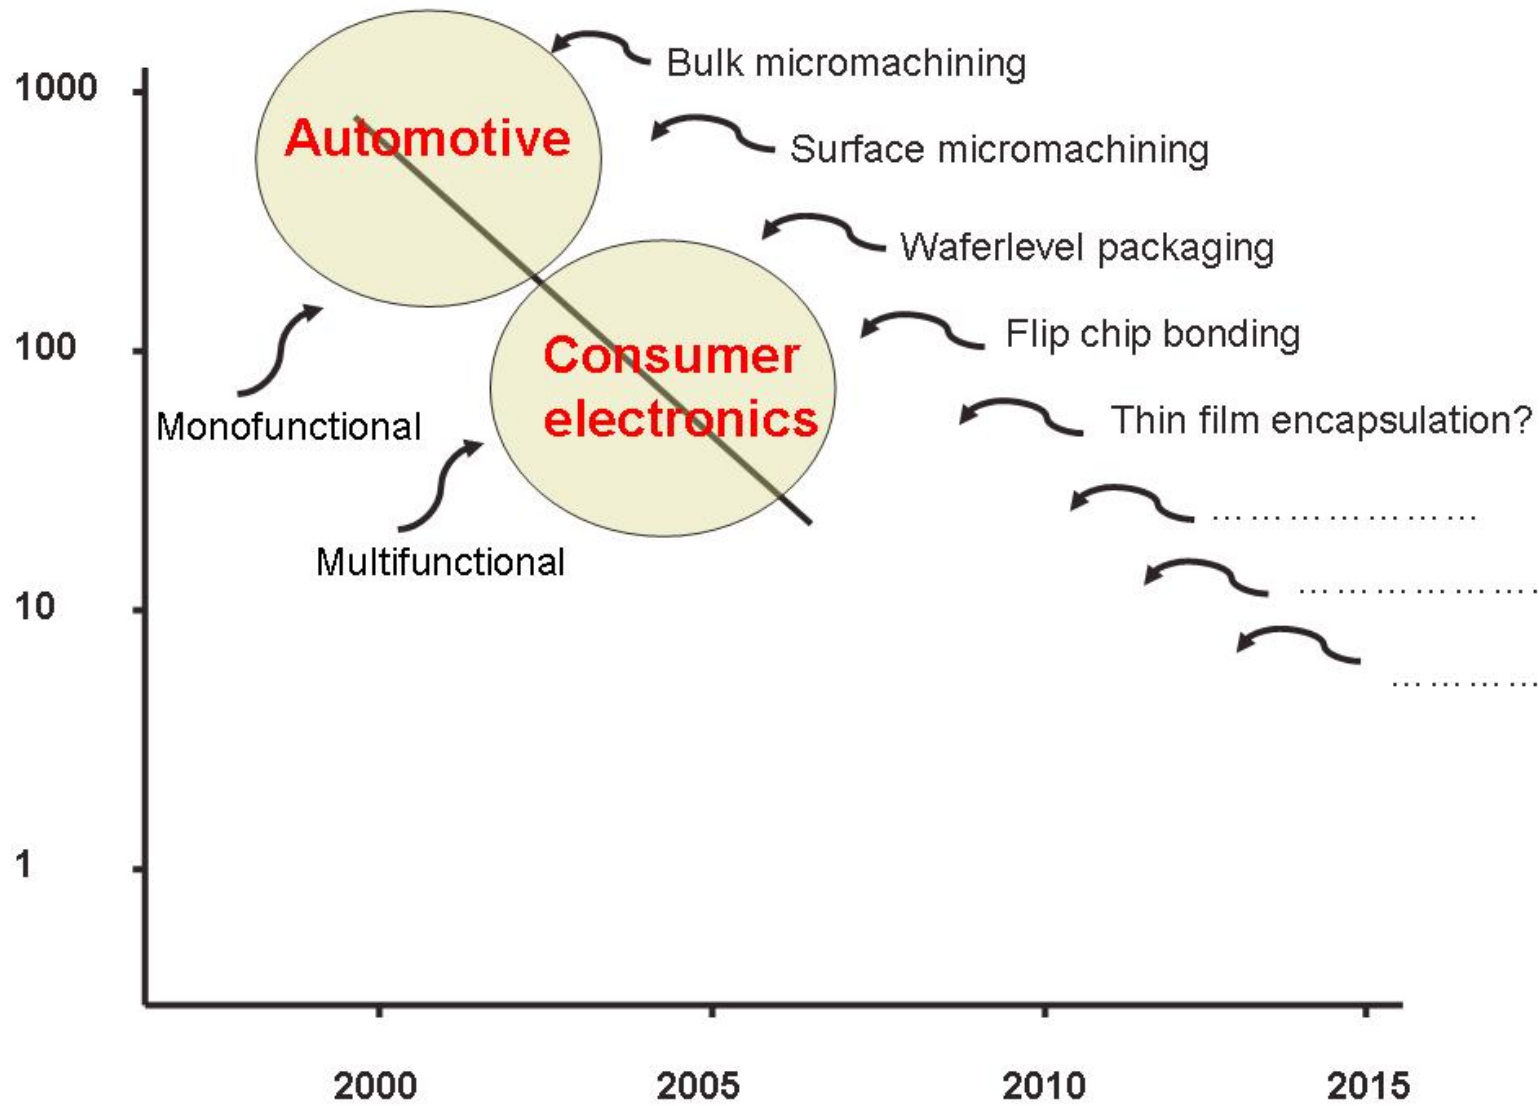 1000
100
10
1
Automotive
Consumer
electronics
Monofunctional
Multifunctional
Bulk micromachining
Surface micromachining
Waferlevel packaging
Flip chip bonding
Thin film encapsulation?
… … … … … … …
… … … … … … ….
… … … …
2000
2005
2010
2015